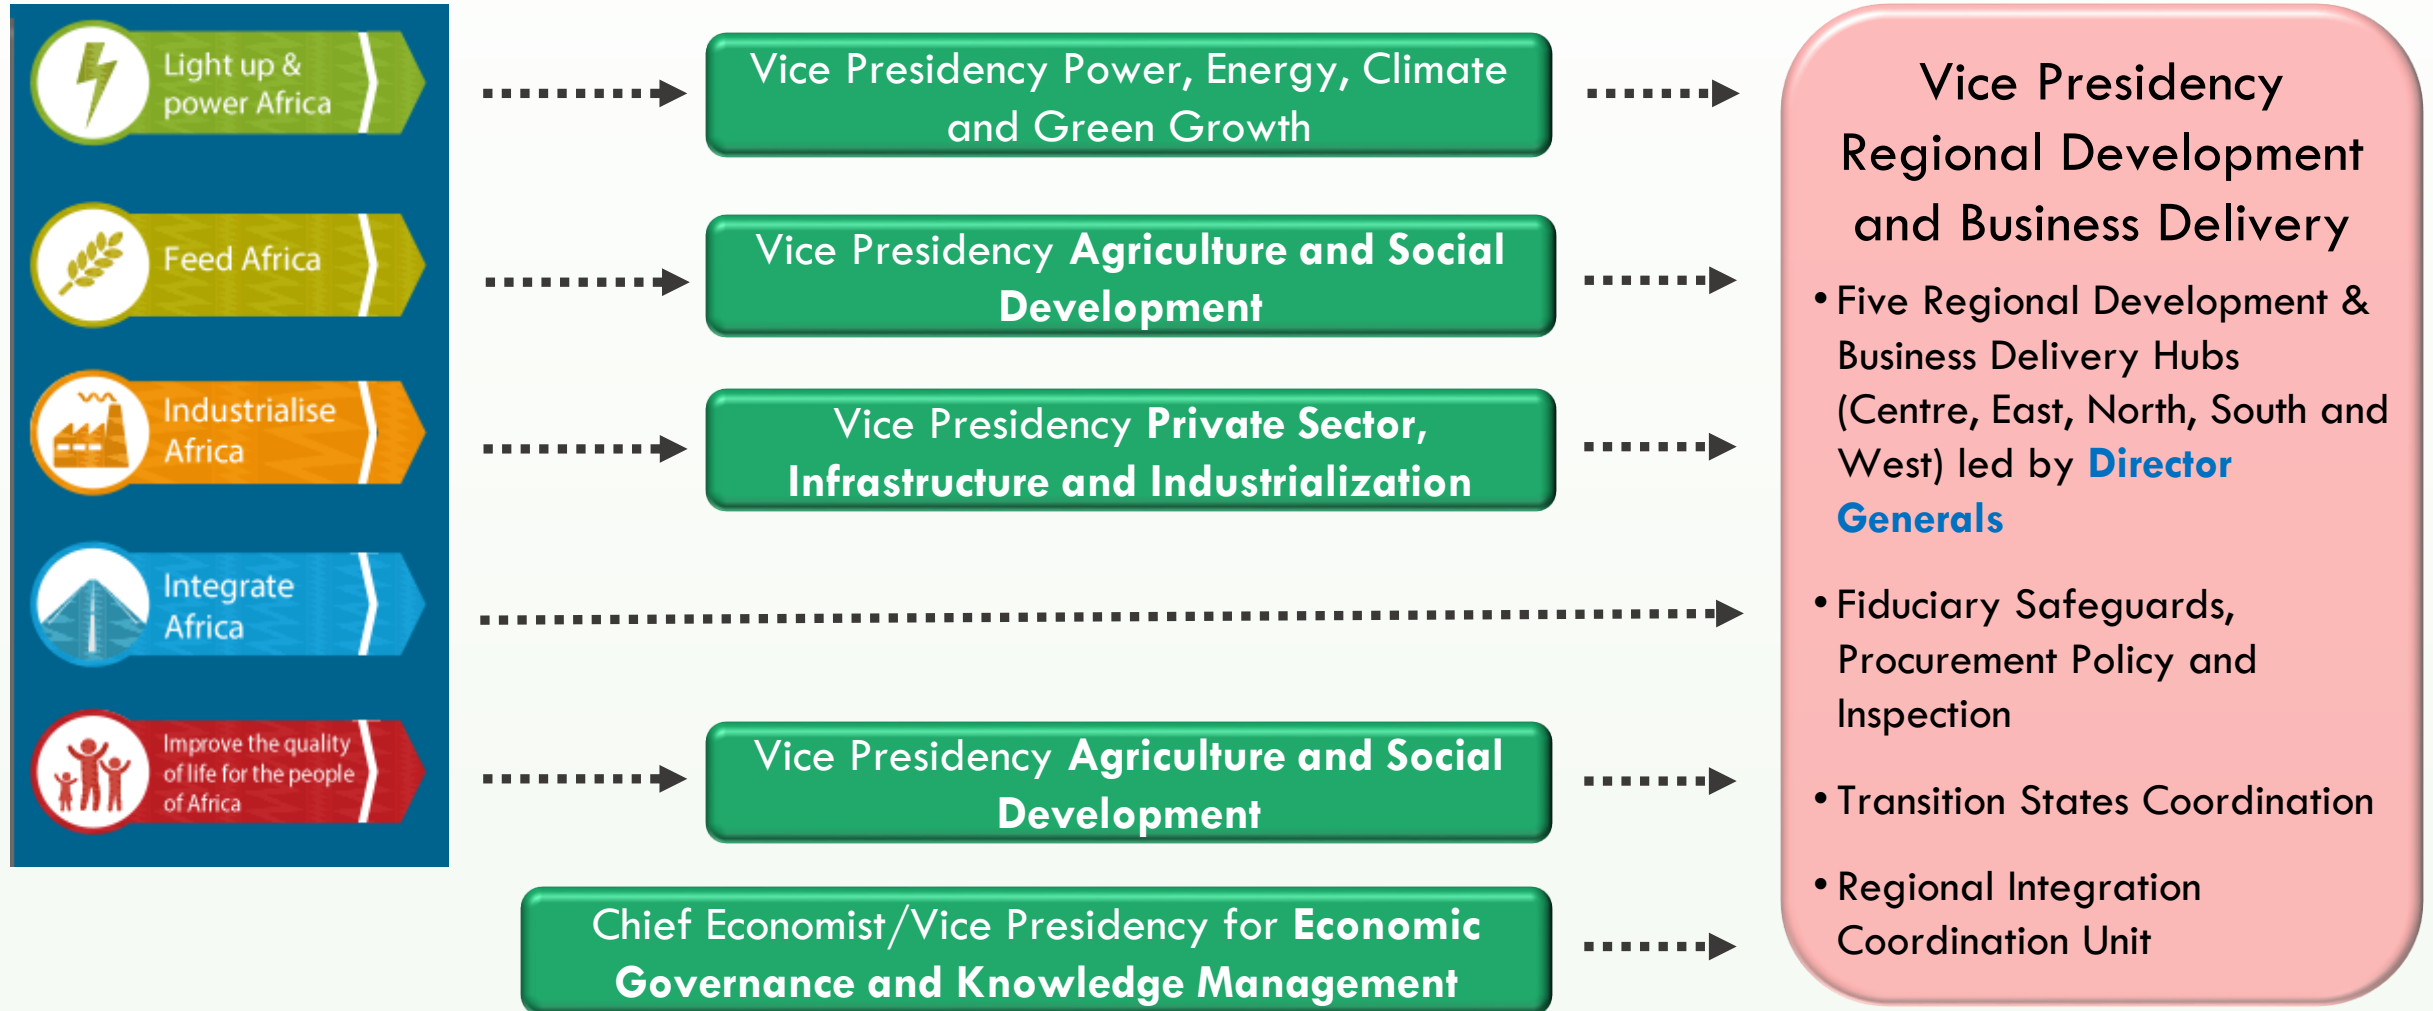 Light up &
power Africa
Feed Africa
Industrialise
Africa
Integrate
Africa
Improve the quality
of life for the people
of Africa
Vice Presidency Power, Energy, Climate
and Green Growth
Vice Presidency Agriculture and Social
Development
Vice Presidency Private Sector,
Infrastructure and Industrialization
Vice Presidency Agriculture and Social
Development
Chief Economist/Vice Presidency for Economic
Governance and Knowledge Management
Vice Presidency
Regional Development
and Business Delivery
• Five Regional Development &
Business Delivery Hubs
(Centre, East, North, South and
West) led by Director
Generals
• Fiduciary Safeguards,
Procurement Policy and
Inspection
• Transition States Coordination
• Regional Integration
Coordination Unit